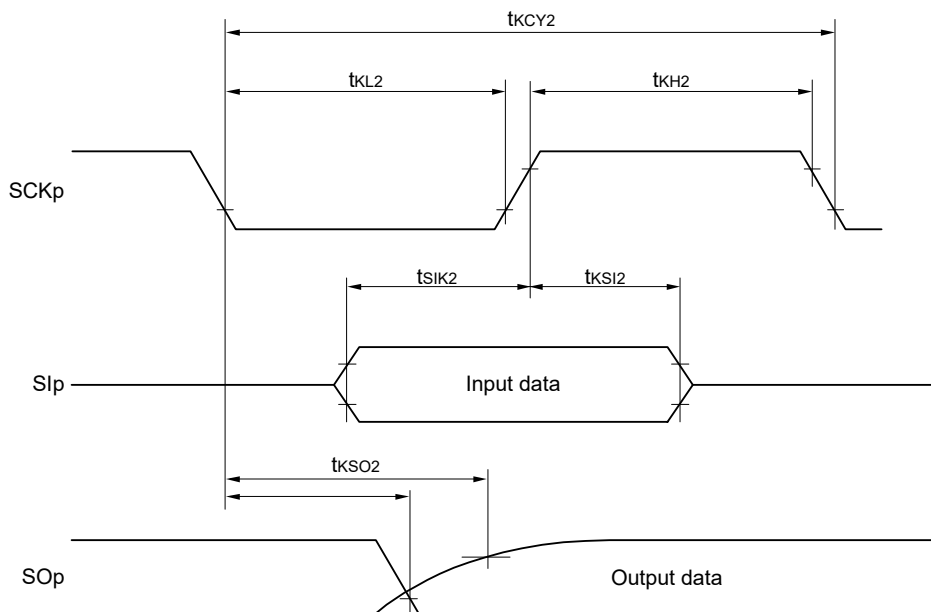 tKCY2
tKL2
tKH2
SCKp
tSIK2
tKSI2
SIp
Input data
tKSO2
SOp
Output data